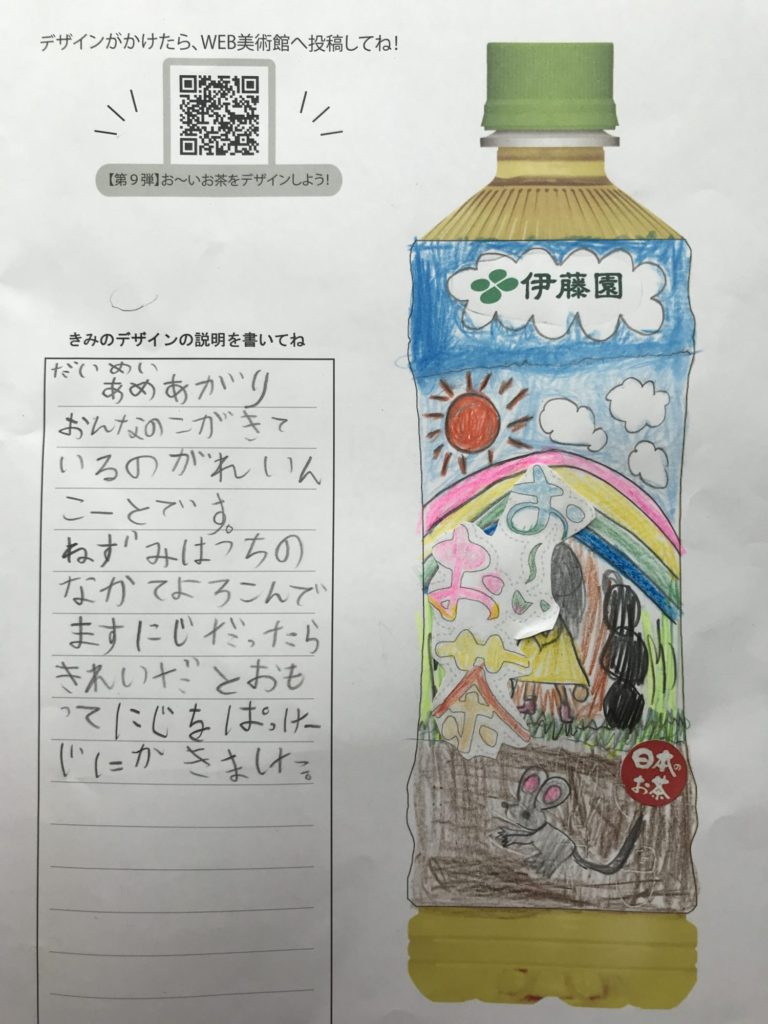 デザインがかけたら、WEB美術館へ投稿してね！
【第９弾】お～いお茶をデザインしよう！
きみのデザインの説明を書いてね
だいめい
あめあがり
おんなのこがきて
いるのがれいん
こーとです。
ねずみはつちの
なかでよろこんで
ますにじだったら
きれいだとおも
ってにじをぱっけー
じにかきました。
伊藤園
お～い
お茶
日本の
お茶